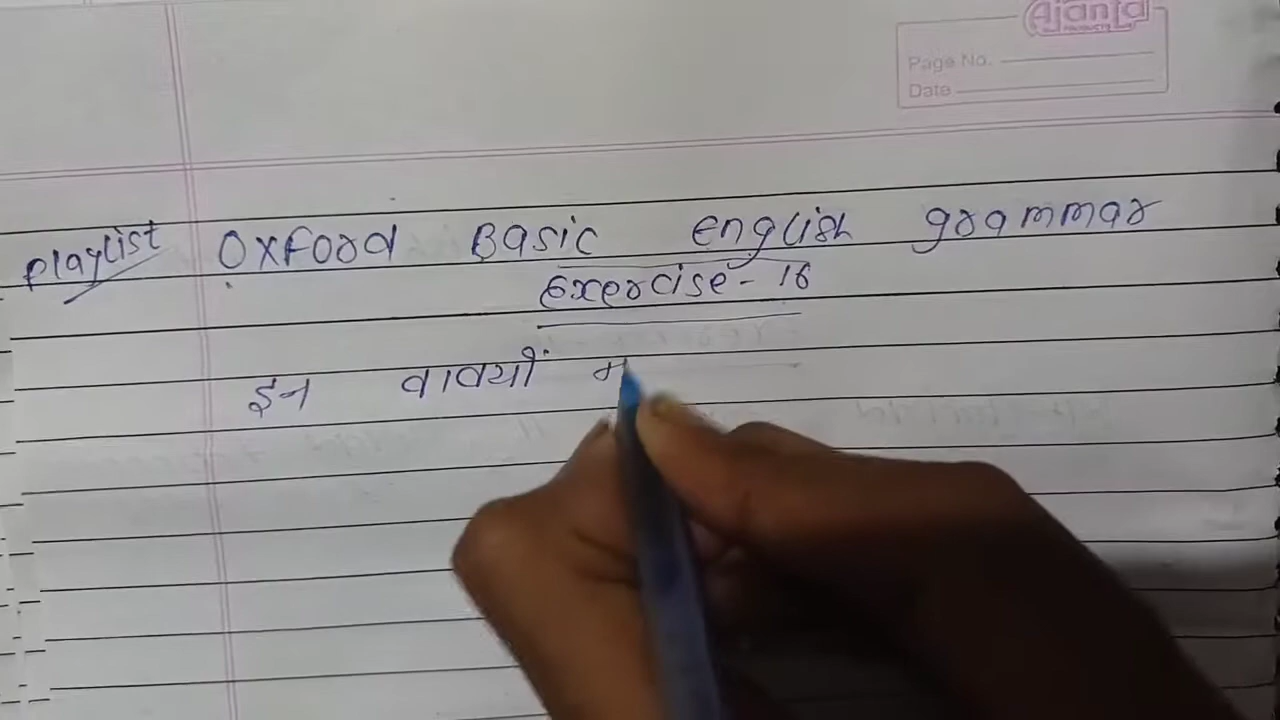 Ajanta
Page No.
Date
Playlist Oxford Basic english grammar
Exercise - 16
इन वाक्यों म